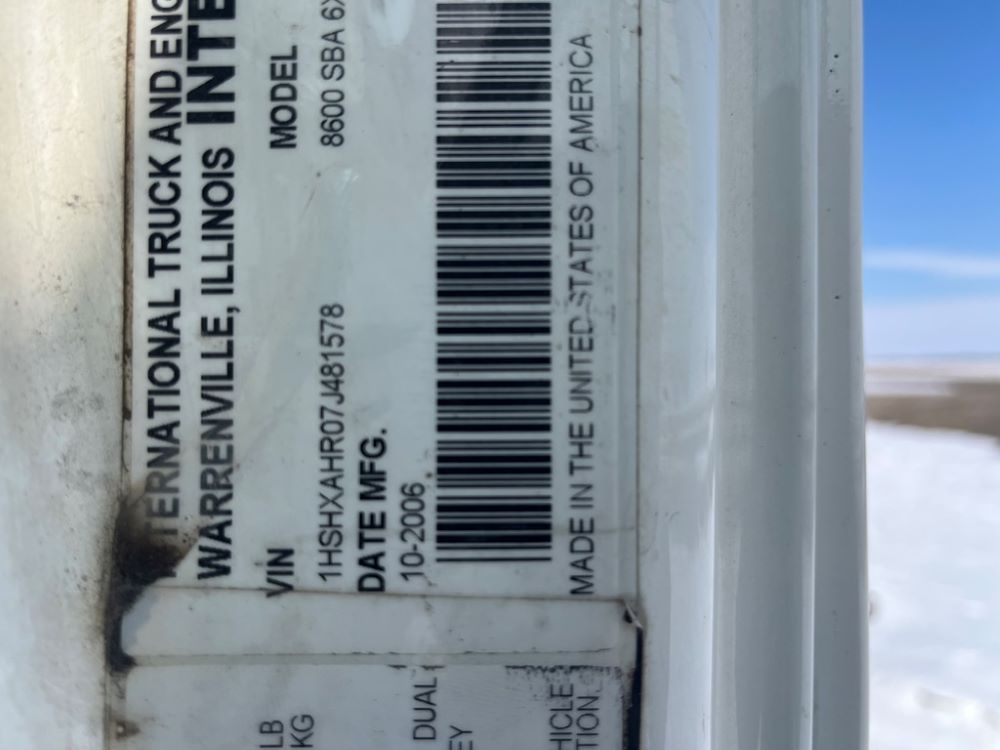 TERNATIONAL TRUCK AND ENG
WARRENVILLE, ILLINOIS INTE
MODEL
8600 SBA 6X
VIN
1HSHXAHR07J481578
DATE MFG.
10-2006
MADE IN THE UNITED STATES OF AMERICA
LB
KG
DUAL
EY
HICLE
TION.